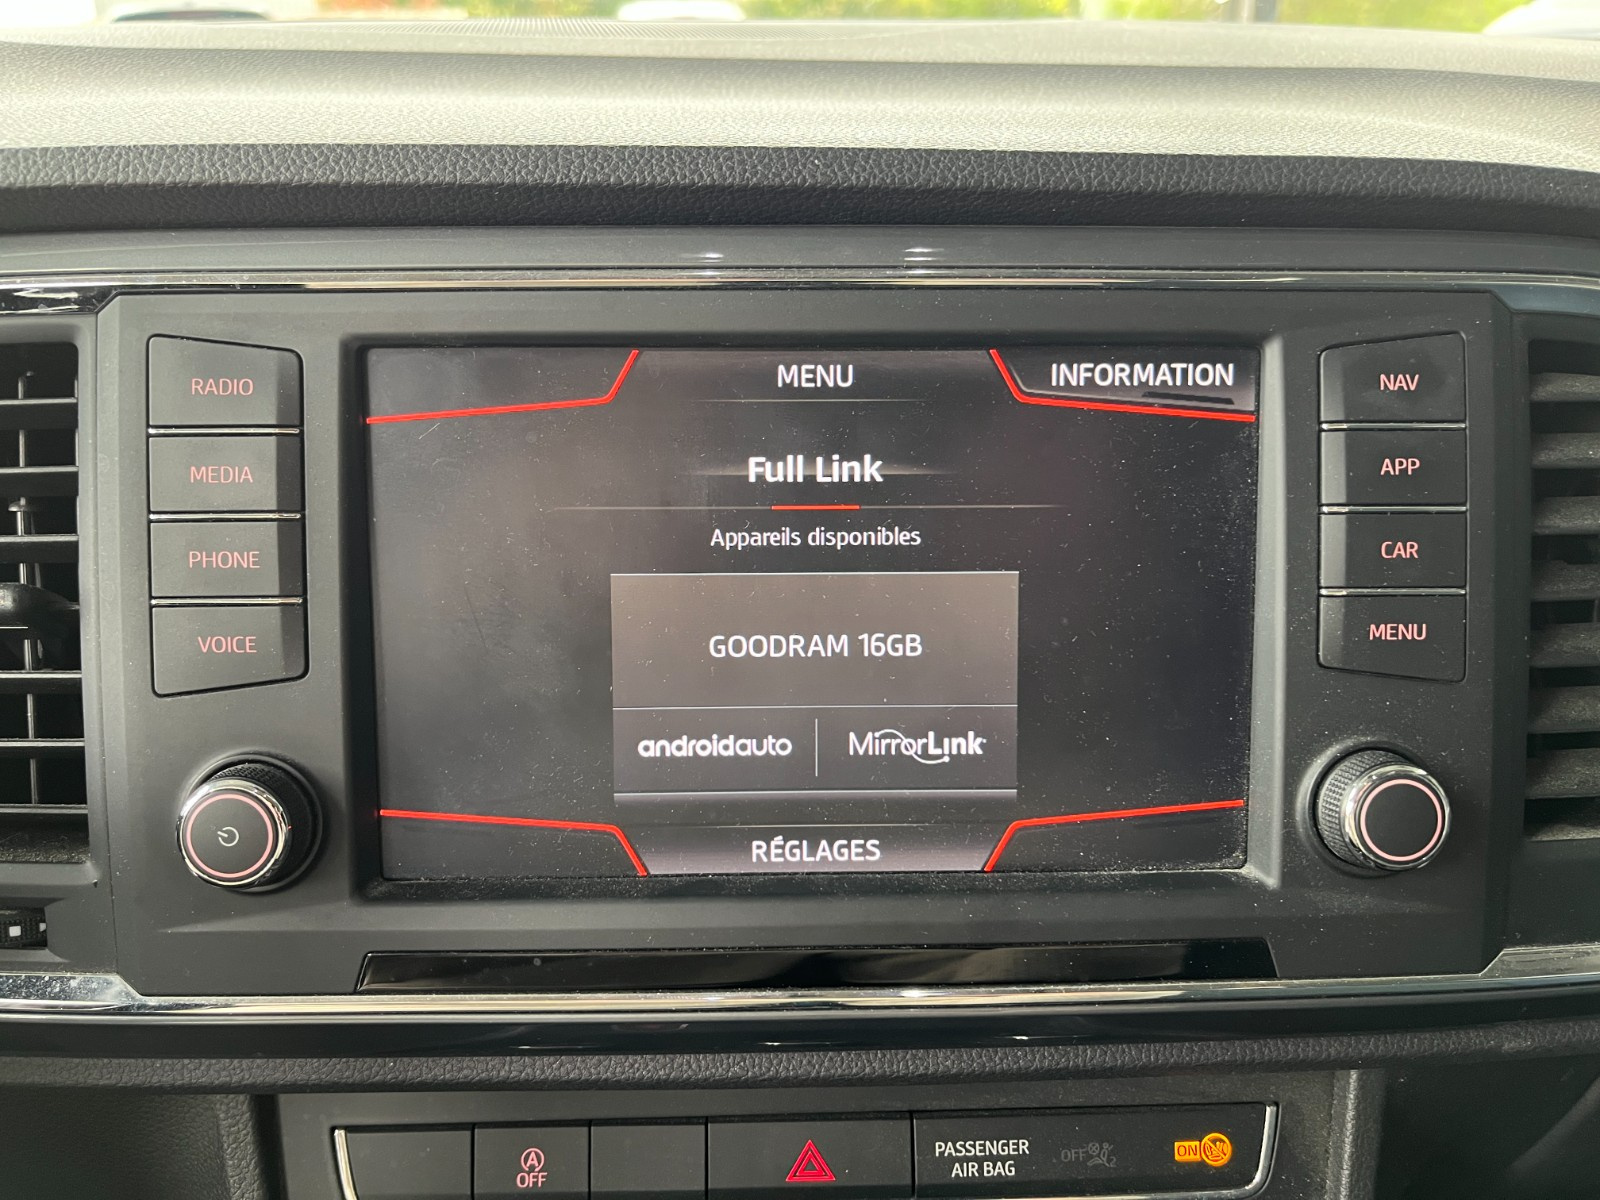 RADIO
MEDIA
PHONE
VOICE
MENU
INFORMATION
Full Link
Appareils disponibles
GOODRAM 16GB
androidauto
MirrorLink
RÉGLAGES
NAV
APP
CAR
MENU
A
OFF
PASSENGER
AIR BAG
OFF
2
ON